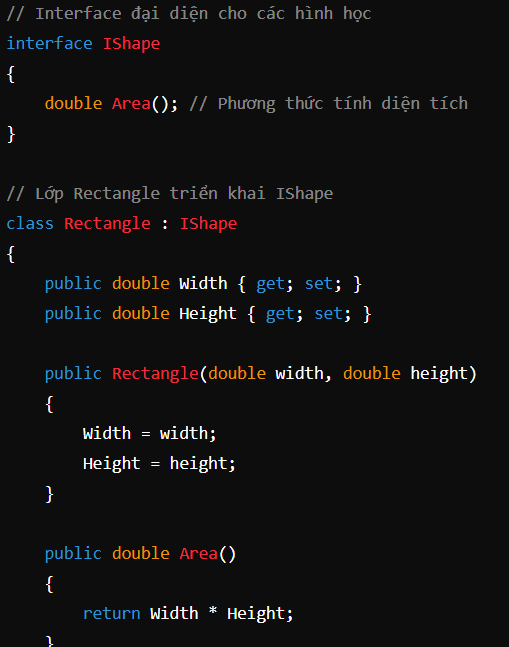 // Interface đại diện cho các hình học
interface IShape
{
    double Area(); // Phương thức tính diện tích
}
// Lớp Rectangle triển khai IShape
class Rectangle : IShape
{
    public double Width { get; set; }
    public double Height { get; set; }
    public Rectangle(double width, double height)
    {
        Width = width;
        Height = height;
    }
    public double Area()
    {
        return Width * Height;
    }